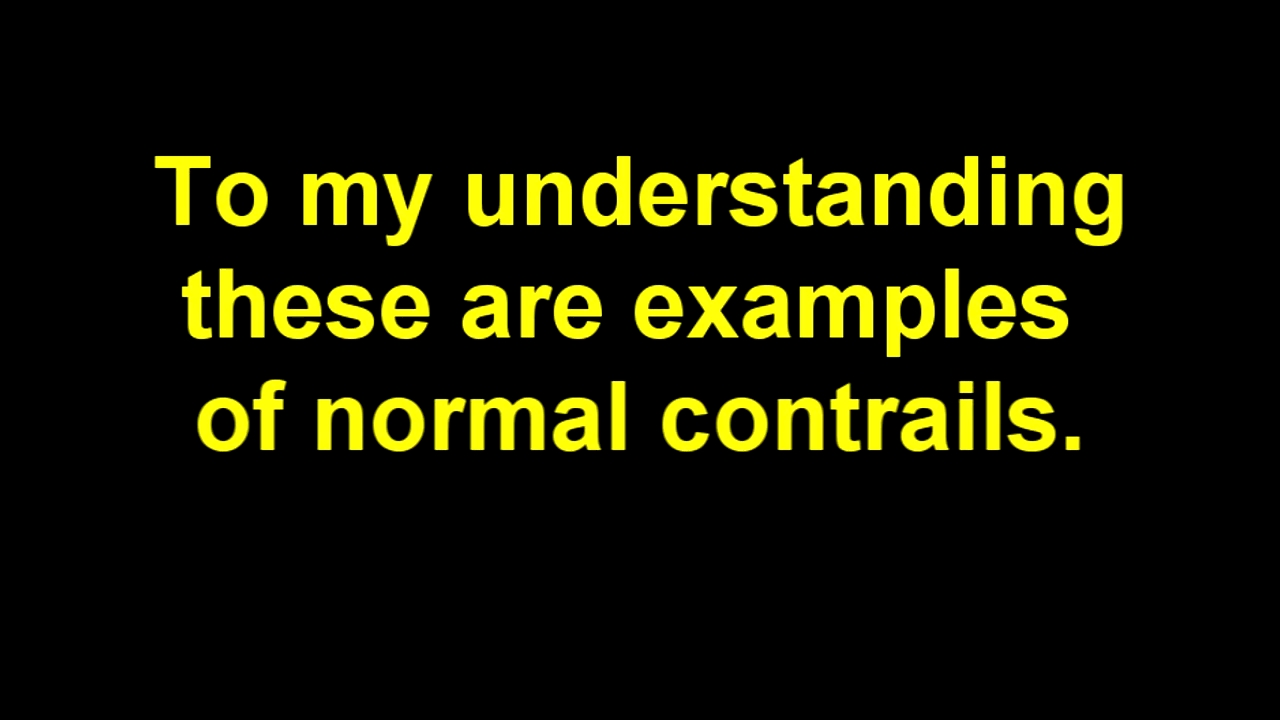 To my understanding
these are examples
of normal contrails.